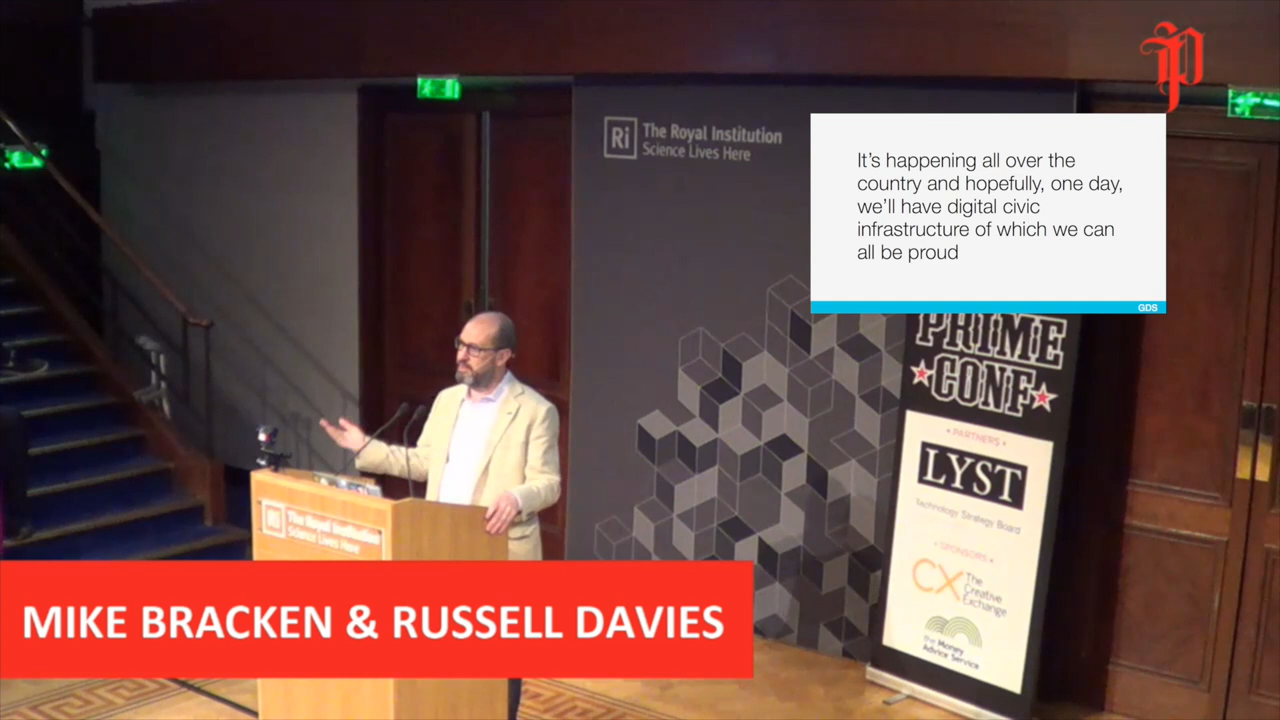 Ri The Royal Institution
Science Lives Here
It's happening all over the
country and hopefully, one day,
we'll have digital civic
infrastructure of which we can
all be proud
GDS
PRIME
CONF
PARTNERS
LYST
Technology Strategy Board
SPONSORS
CX The
Creative
Exchange
the Money
Advice Service
Ri The Royal Institution
Science Lives Here
MIKE BRACKEN & RUSSELL DAVIES